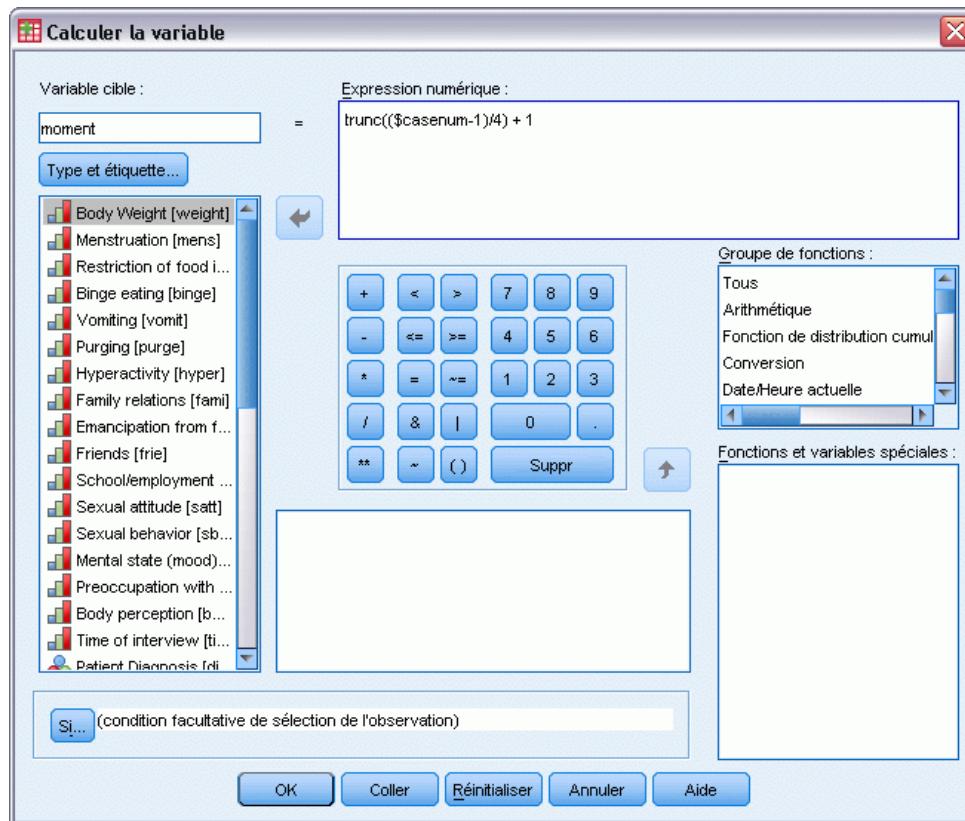 Calculer la variable
Variable cible :
moment
=
Expression numérique :
trunc(($casenum-1)/4) + 1
Type et étiquette...
Body Weight [weight]
Menstruation [mens]
Restriction of food i...
Binge eating [binge]
Vomiting [vomit]
Purging [purge]
Hyperactivity [hyper]
Family relations [fami]
Emancipation from f...
Friends [frie]
School/employment ...
Sexual attitude [satt]
Sexual behavior [sb...
Mental state (mood)...
Preoccupation with ...
Body perception [b...
Time of interview [ti...
Patient Diagnosis [di...
+ < > 7 8 9
- <= >= 4 5 6
* = ~= 1 2 3
/ & | 0 .
** ~ ( ) Suppr
Groupe de fonctions :
Tous
Arithmétique
Fonction de distribution cumul
Conversion
Date/Heure actuelle
Fonctions et variables spéciales :
Si... (condition facultative de sélection de l'observation)
OK Coller Réinitialiser Annuler Aide